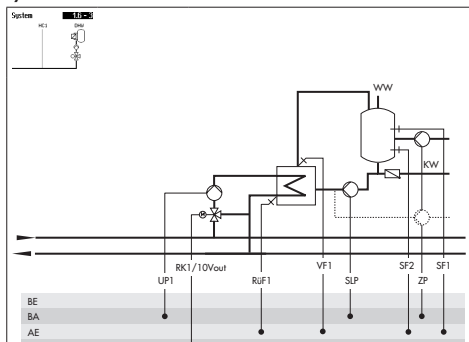 System 1.6 - 3
HC1 DHW
WW
KW
RK1/10Vout
UP1 RüF1 VF1 SLP SF2 ZP SF1
BE
BA
AE